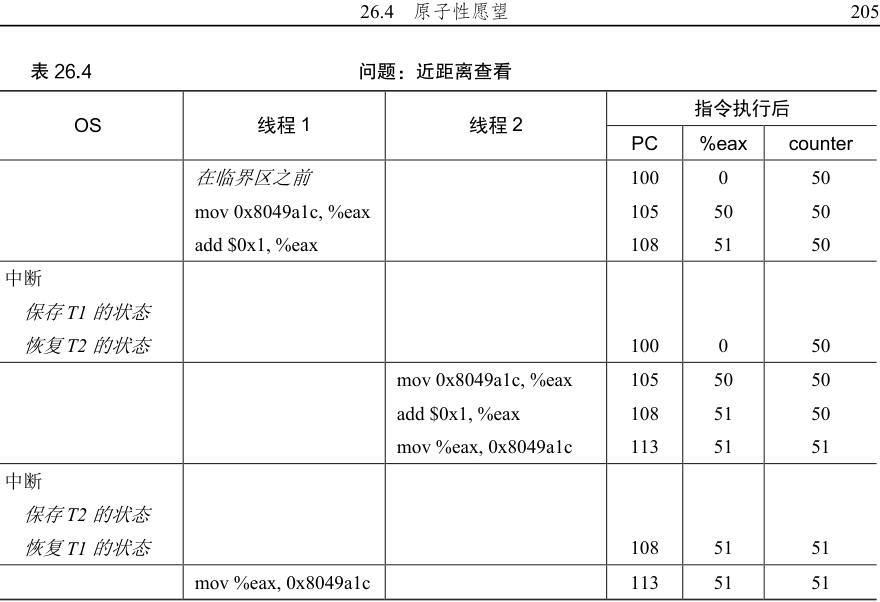 26.4 原子性愿望 205
表 26.4 问题：近距离查看
OS 线程 1 线程 2 指令执行后
PC %eax counter
在临界区之前 100 0 50
mov 0x8049a1c, %eax 105 50 50
add $0x1, %eax 108 51 50
中断
保存 T1 的状态
恢复 T2 的状态 100 0 50
mov 0x8049a1c, %eax 105 50 50
add $0x1, %eax 108 51 50
mov %eax, 0x8049a1c 113 51 51
中断
保存 T2 的状态
恢复 T1 的状态 108 51 51
mov %eax, 0x8049a1c 113 51 51